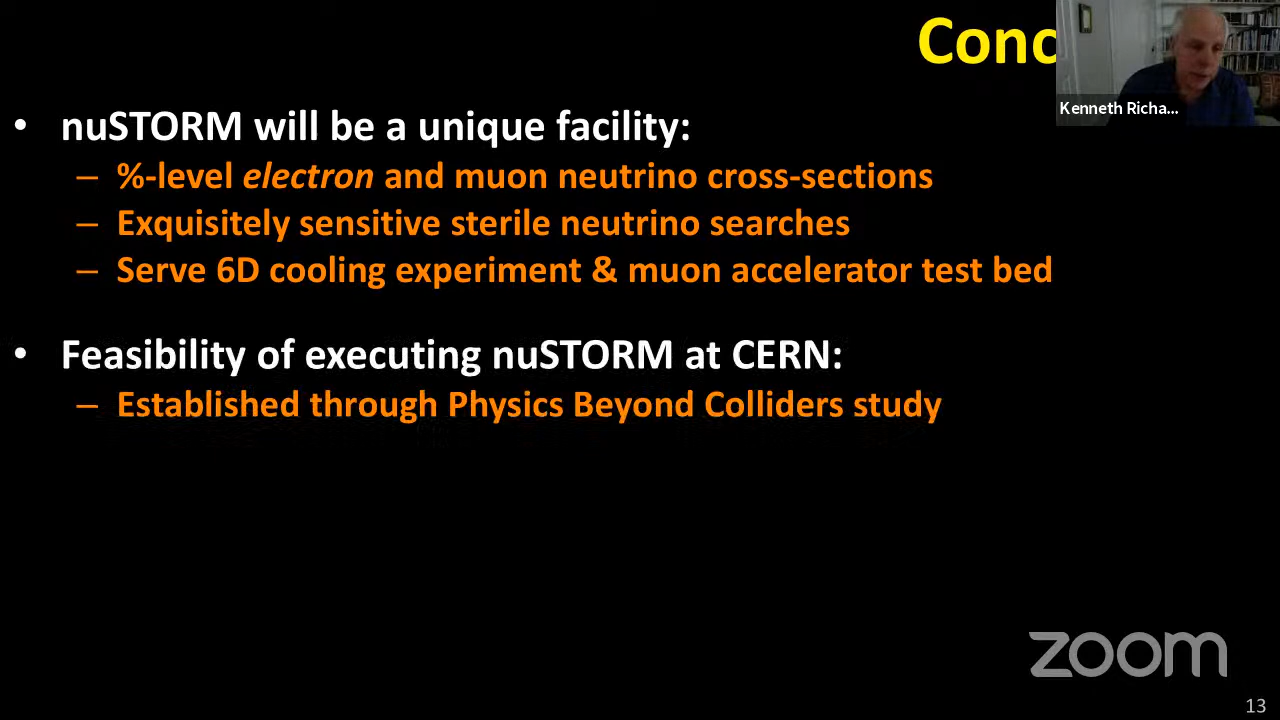 Conc
Kenneth Richa...
• nuSTORM will be a unique facility:
– %-level electron and muon neutrino cross-sections
– Exquisitely sensitive sterile neutrino searches
– Serve 6D cooling experiment & muon accelerator test bed
• Feasibility of executing nuSTORM at CERN:
– Established through Physics Beyond Colliders study
zoom
13